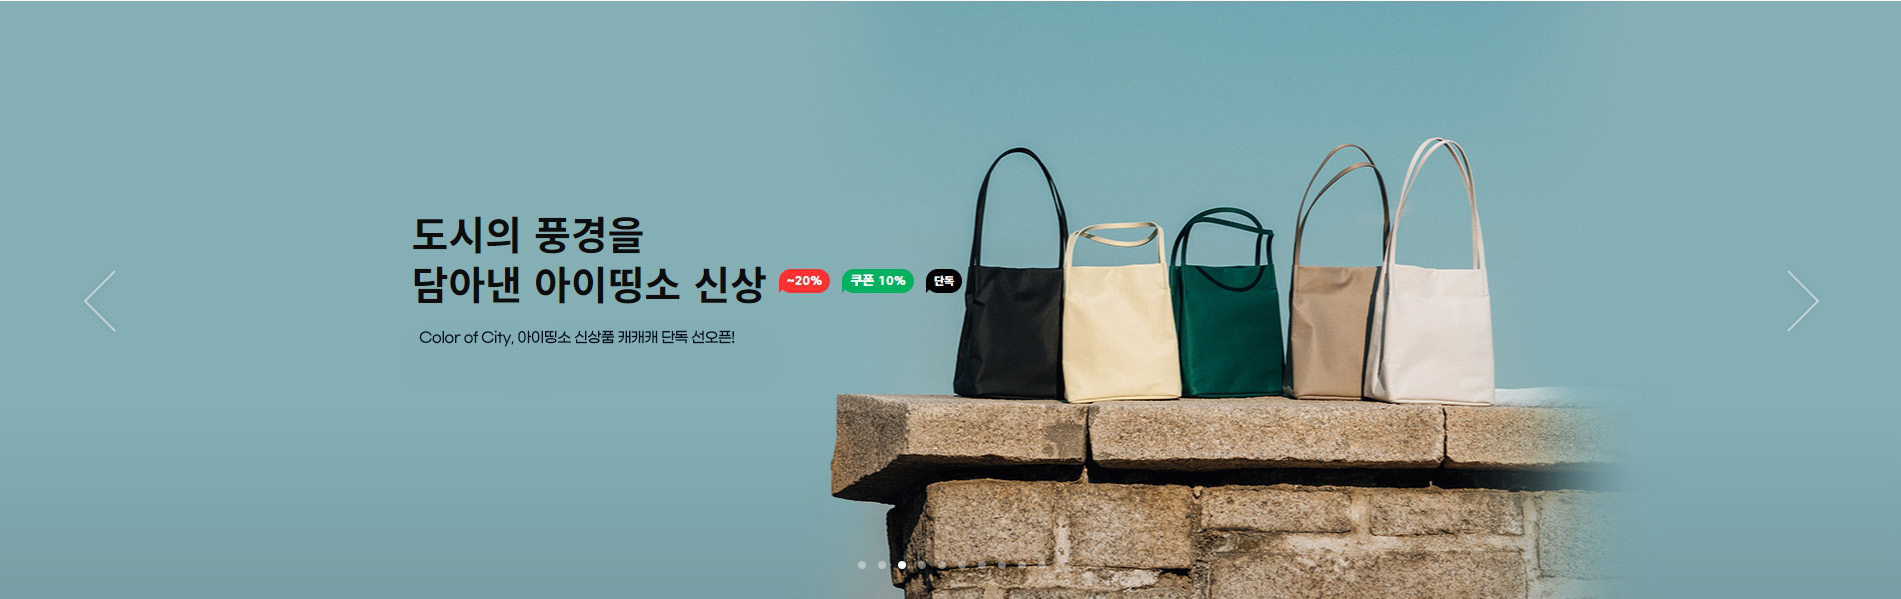 도시의 풍경을
담아낸 아이띵소 신상 ~20% 쿠폰 10% 단독
Color of City, 아이띵소 신상품 캐캐캐 단독 선오픈!